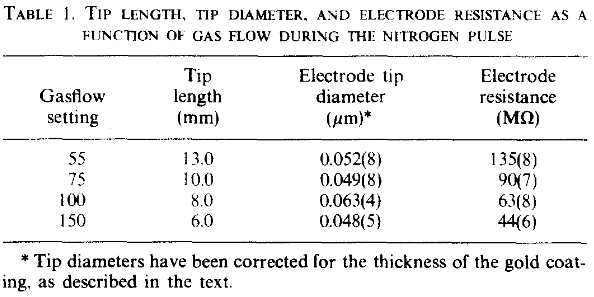 TABLE 1. TIP LENGTH, TIP DIAMETER, AND ELECTRODE RESISTANCE AS A
FUNCTION OF GAS FLOW DURING THE NITROGEN PULSE
Gasflow setting Tip length (mm) Electrode tip diameter (μm)* Electrode resistance (MΩ)
55 13.0 0.052(8) 135(8)
75 10.0 0.049(8) 90(7)
100 8.0 0.063(4) 63(8)
150 6.0 0.048(5) 44(6)
* Tip diameters have been corrected for the thickness of the gold coat-
ing, as described in the text.